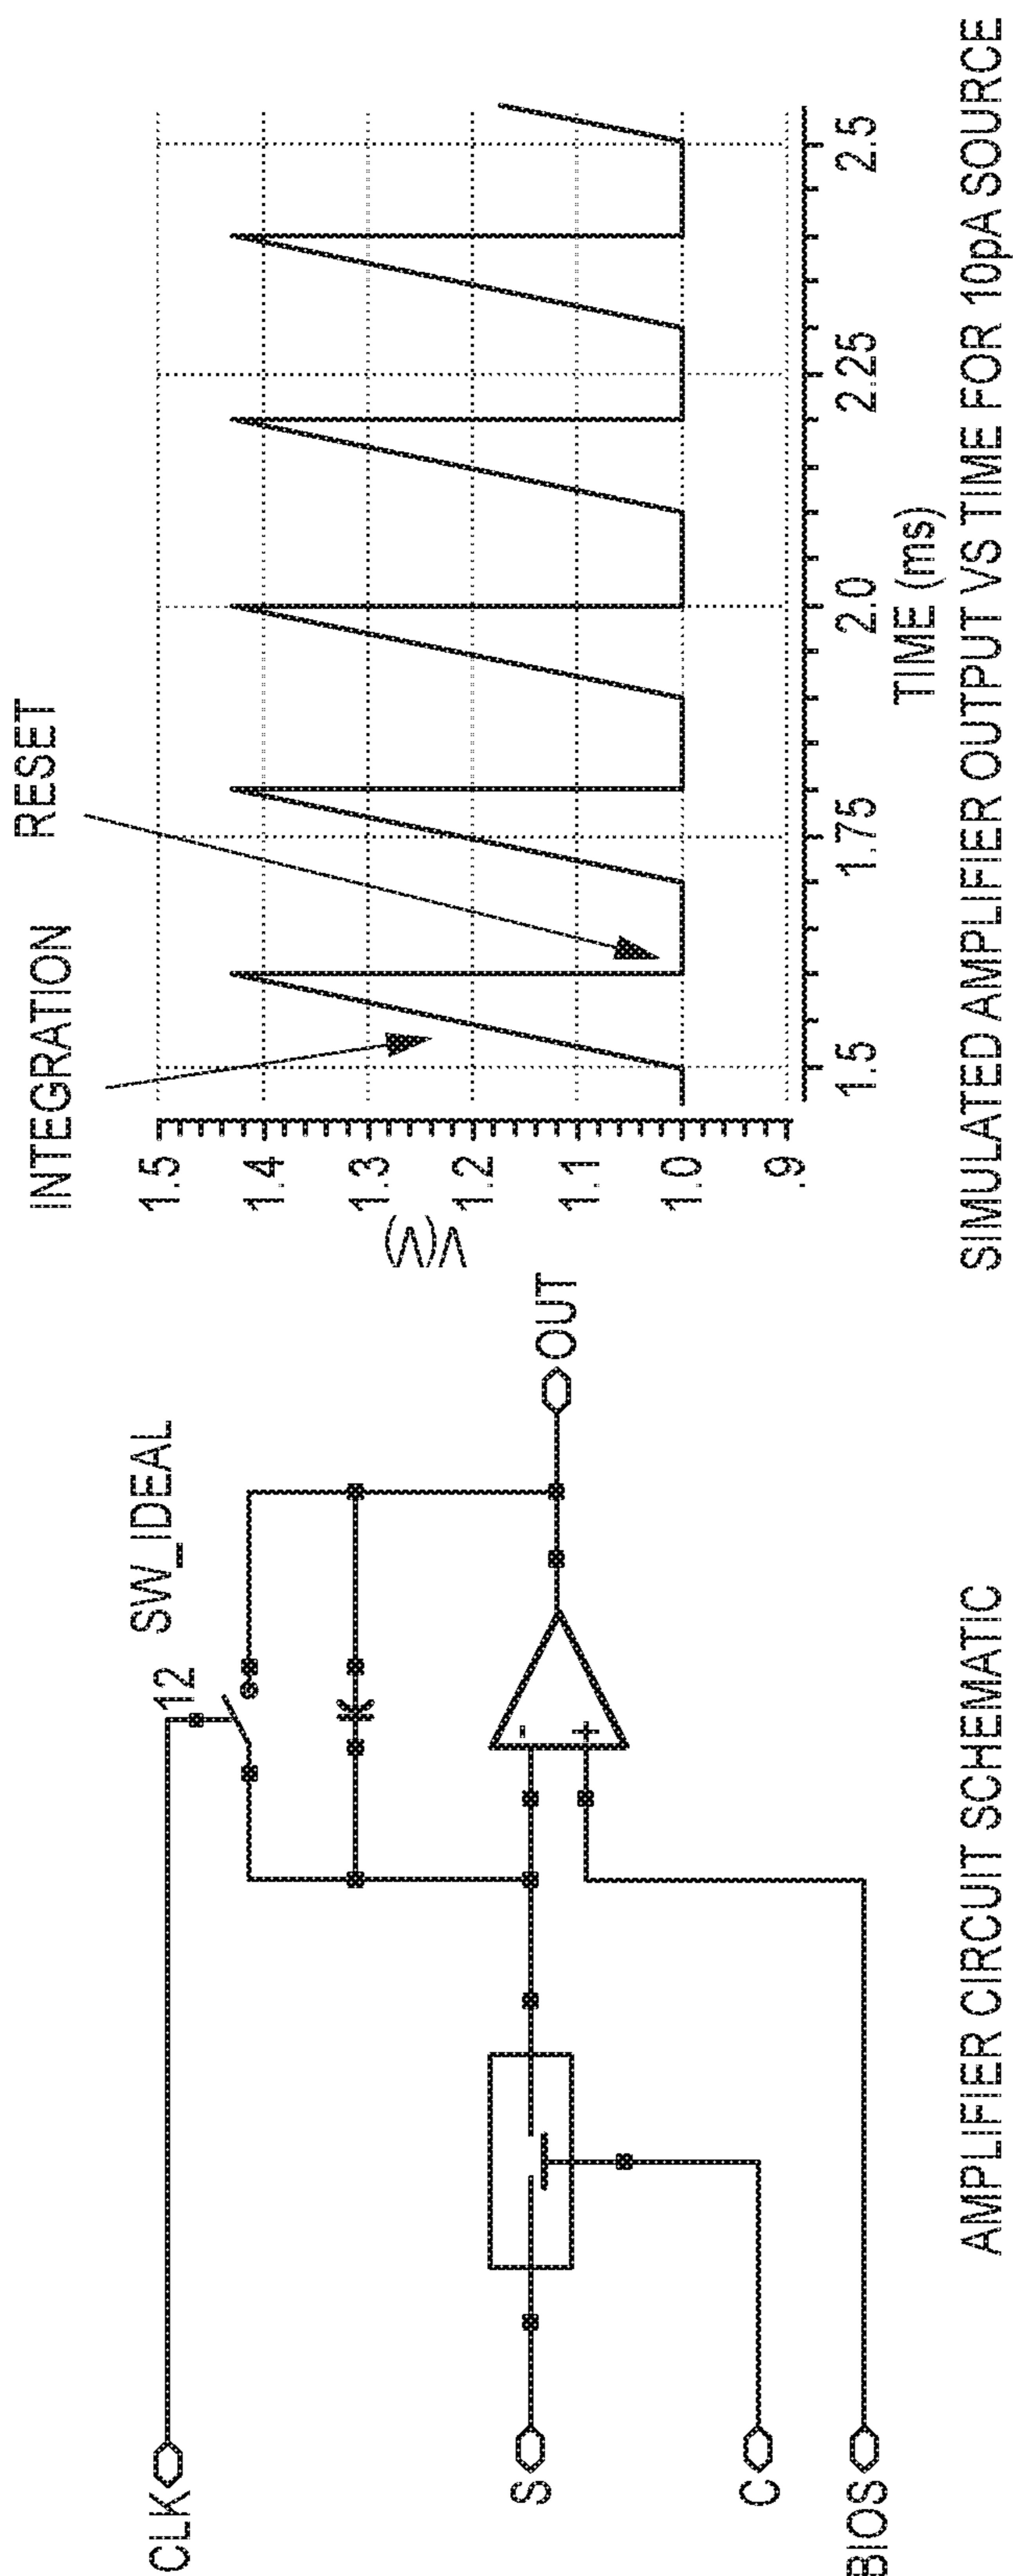 CLK
12 SW_IDEAL
S
C
BIOS
- 
+
OUT
AMPLIFIER CIRCUIT SCHEMATIC
INTEGRATION
RESET
V(V)
1.5
1.4
1.3
1.2
1.1
1.0
.9
1.5 1.75 2.0 2.25 2.5
TIME (ms)
SIMULATED AMPLIFIER OUTPUT VS TIME FOR 10pA SOURCE